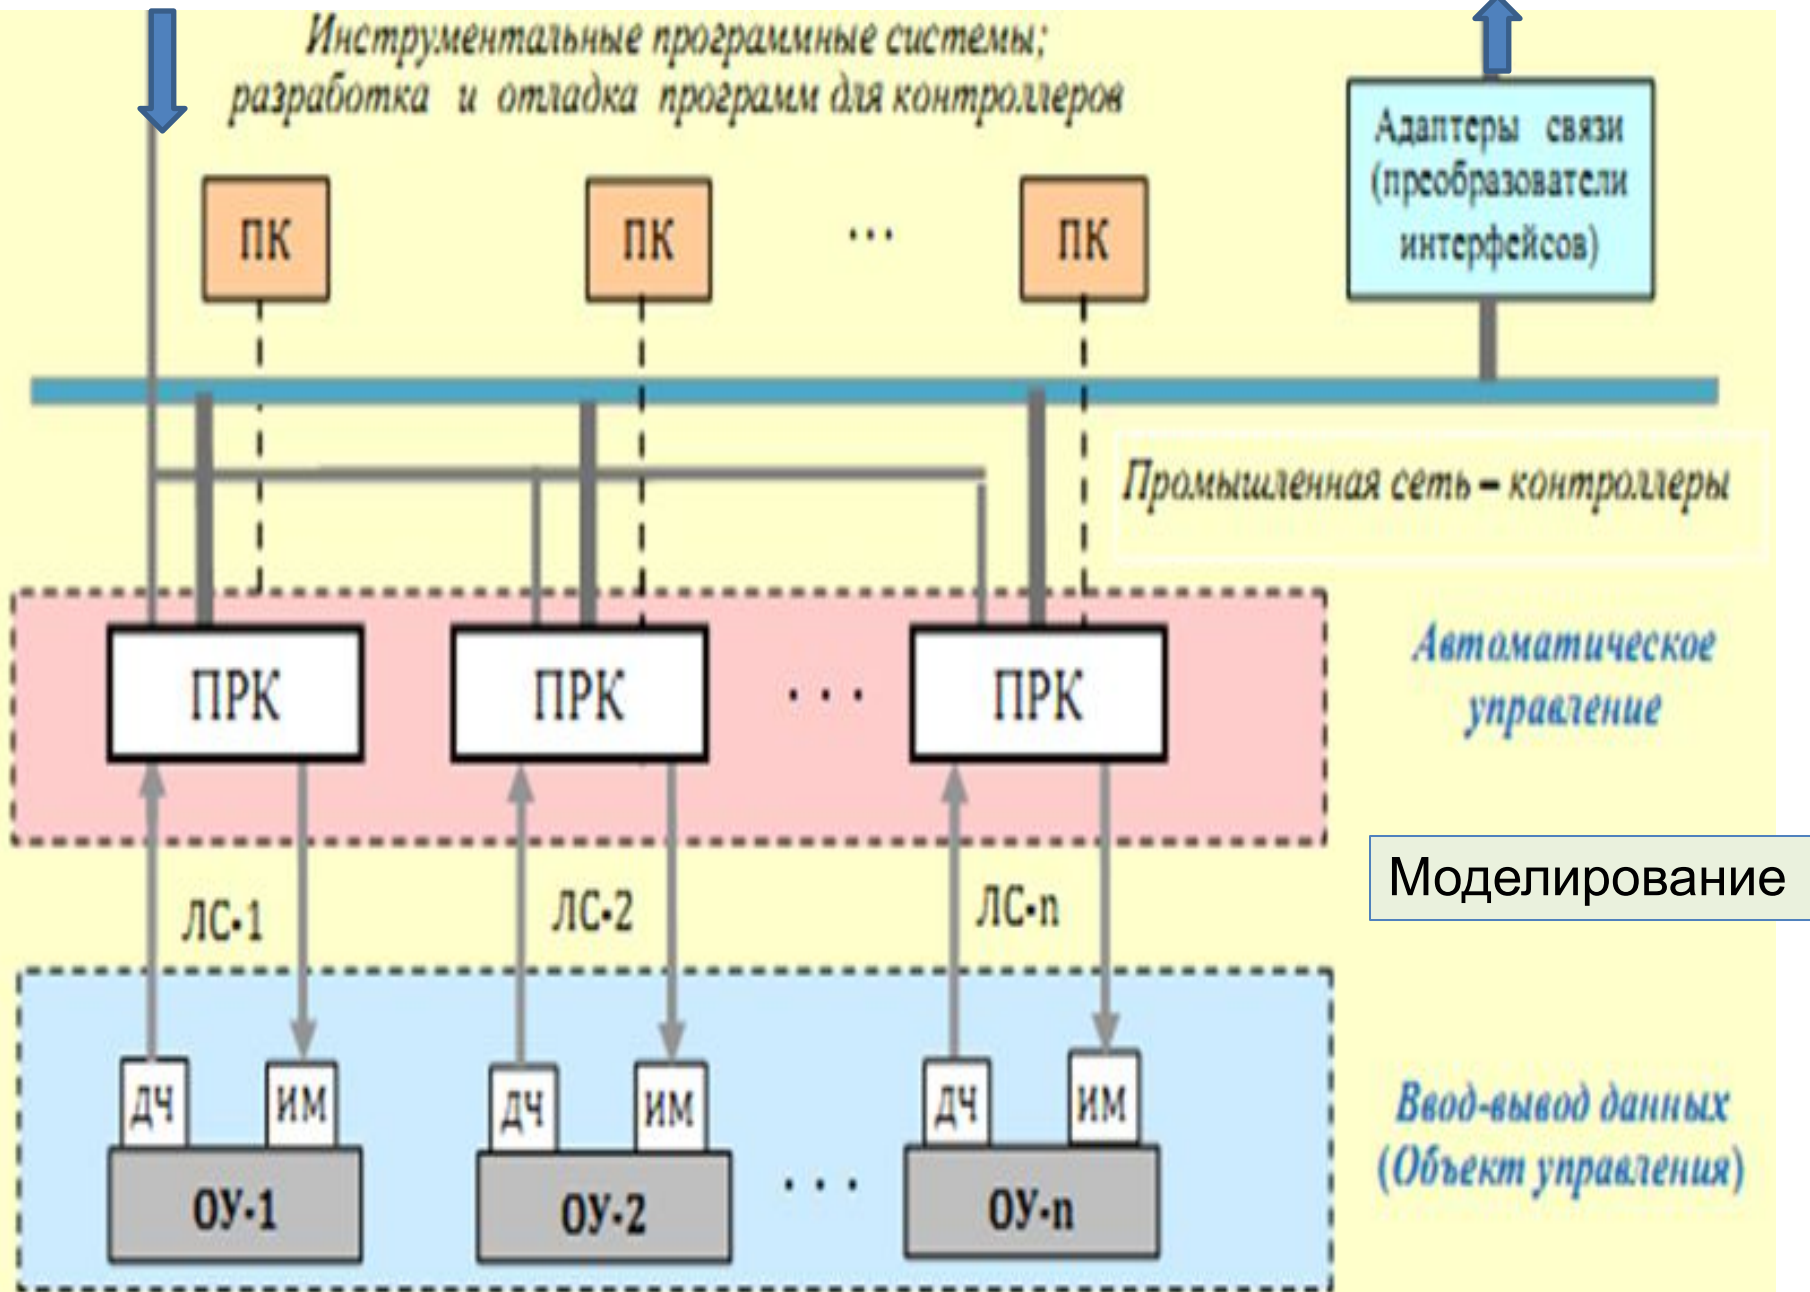 Инструментальные программные системы;
разработка и отладка программ для контроллеров
Адаптеры связи
(преобразователи
интерфейсов)
ПК
ПК
...
ПК
Промышленная сеть – контроллеры
Автоматическое
управление
ПРК
ПРК
...
ПРК
Моделирование
ЛС-1
ЛС-2
ЛС-n
ДЧ
ИМ
ДЧ
ИМ
ДЧ
ИМ
Ввод-вывод данных
(Объект управления)
ОУ-1
ОУ-2
...
ОУ-n